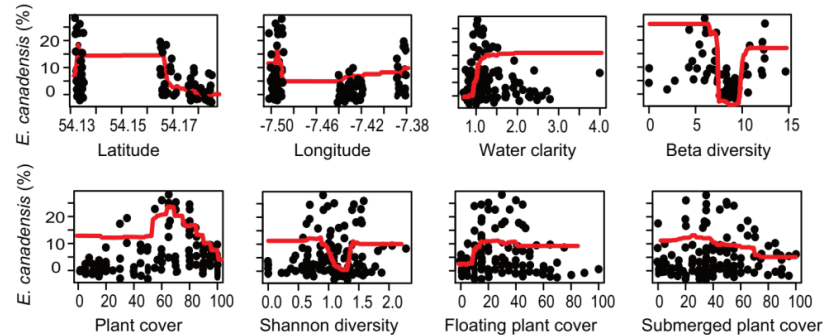 E. canadensis (%)
20
10
0
54.13 54.15 54.17
Latitude
-7.50 -7.46 -7.42 -7.38
Longitude
1.0 2.0 3.0 4.0
Water clarity
0 5 10 15
Beta diversity
E. canadensis (%)
20
10
0
0 20 40 60 80 100
Plant cover
0.0 0.5 1.0 1.5 2.0
Shannon diversity
0 20 40 60 80 100
Floating plant cover
0 20 40 60 80 100
Submerged plant cover